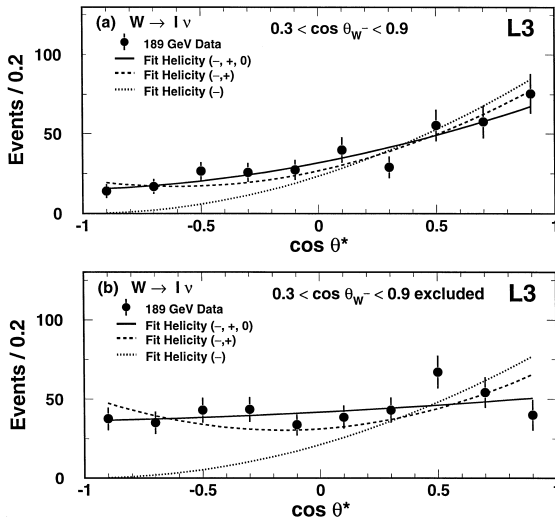 (a) W → l ν
0.3 < cos θW⁻ < 0.9
L3
189 GeV Data
Fit Helicity (−, +, 0)
Fit Helicity (−,+)
Fit Helicity (−)
Events / 0.2
100
50
0
-1 -0.5 0 0.5 1
cos θ*
(b) W → l ν
0.3 < cos θW⁻ < 0.9 excluded
L3
189 GeV Data
Fit Helicity (−, +, 0)
Fit Helicity (−,+)
Fit Helicity (−)
Events / 0.2
100
50
0
-1 -0.5 0 0.5 1
cos θ*